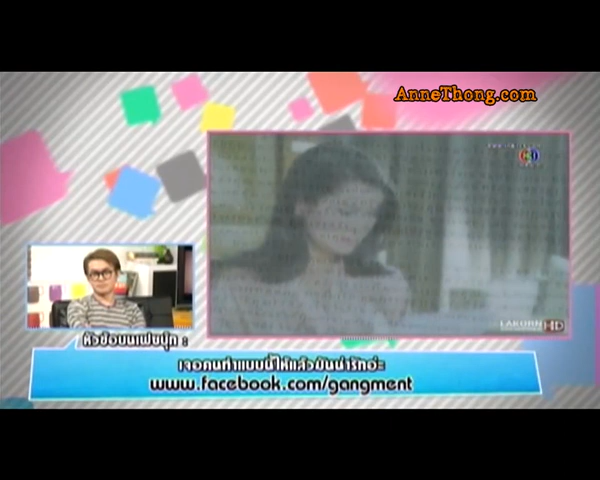 AnneThong.com
LAKORN HD
หัวข้อบนเฟซบุ๊ก :
เจอคนทำแบบนี้ให้แล้วมันน่ารักอ่ะ
www.facebook.com/gangment